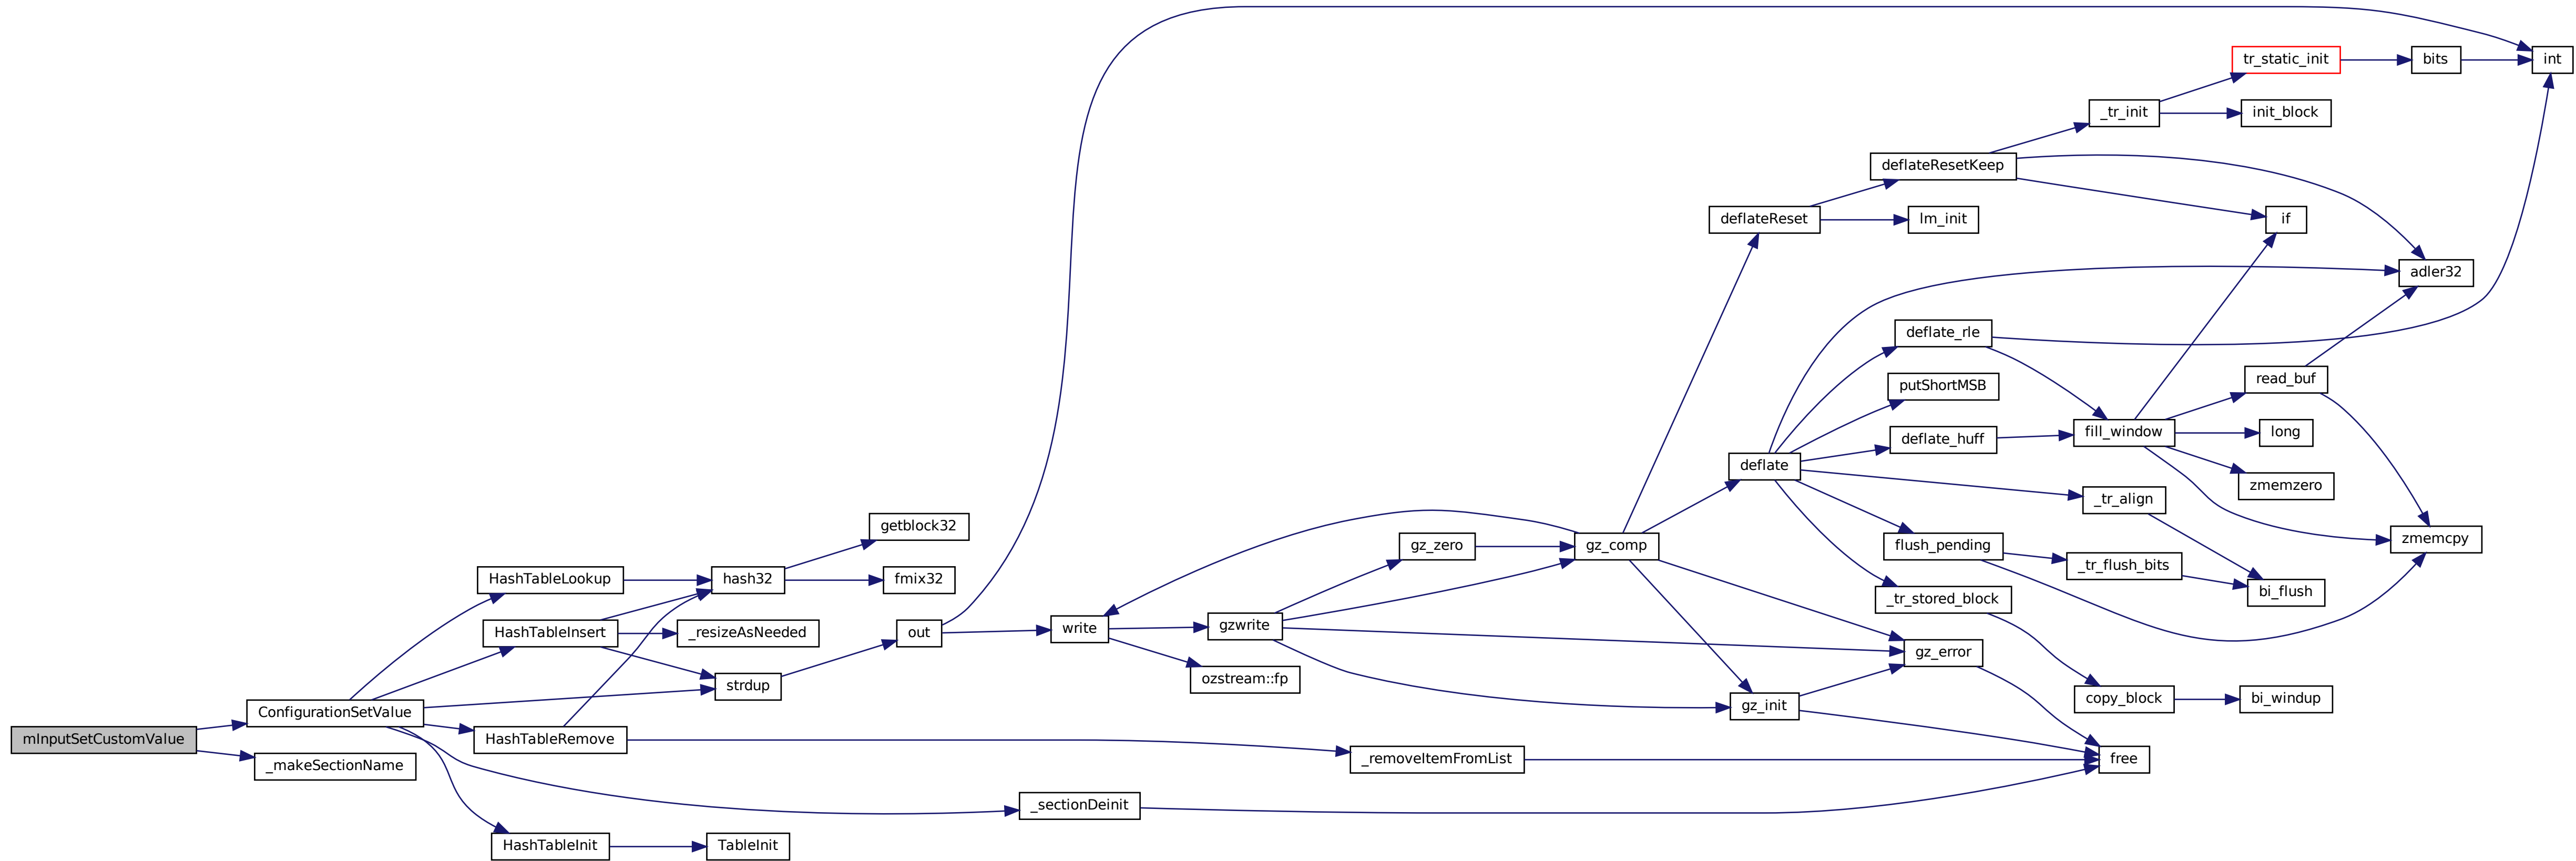 mInputSetCustomValue
ConfigurationSetValue
_makeSectionName
HashTableLookup
HashTableInsert
HashTableRemove
HashTableInit
hash32
_resizeAsNeeded
strdup
TableInit
getblock32
fmix32
out
_sectionDeinit
write
gzwrite
ozstream::fp
_removeItemFromList
gz_zero
gz_comp
deflateReset
deflate
gz_init
deflateResetKeep
lm_init
deflate_rle
putShortMSB
deflate_huff
flush_pending
_tr_stored_block
gz_error
_tr_init
fill_window
_tr_align
_tr_flush_bits
copy_block
free
tr_static_init
init_block
if
read_buf
long
zmemzero
bi_flush
bi_windup
bits
adler32
zmemcpy
int